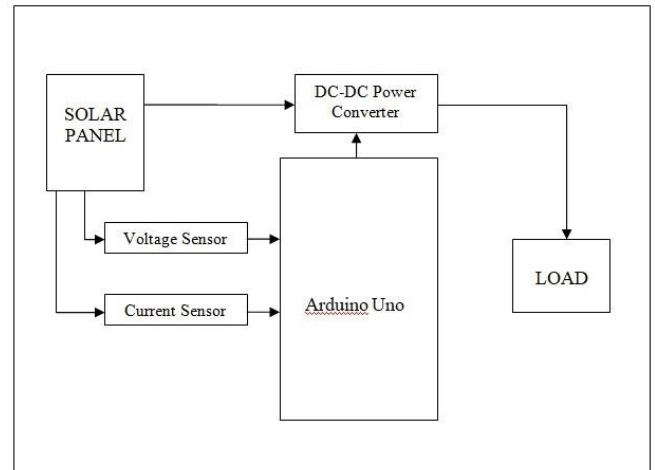 SOLAR
PANEL
DC-DC Power
Converter
Voltage Sensor
Current Sensor
Arduino Uno
LOAD